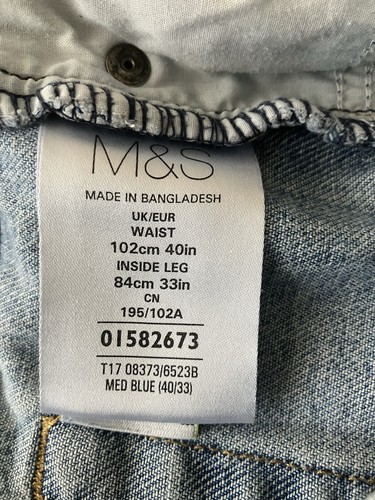 M&S
MADE IN BANGLADESH
UK/EUR
WAIST
102cm 40in
INSIDE LEG
84cm 33in
CN
195/102A
01582673
T17 08373/6523B
MED BLUE (40/33)